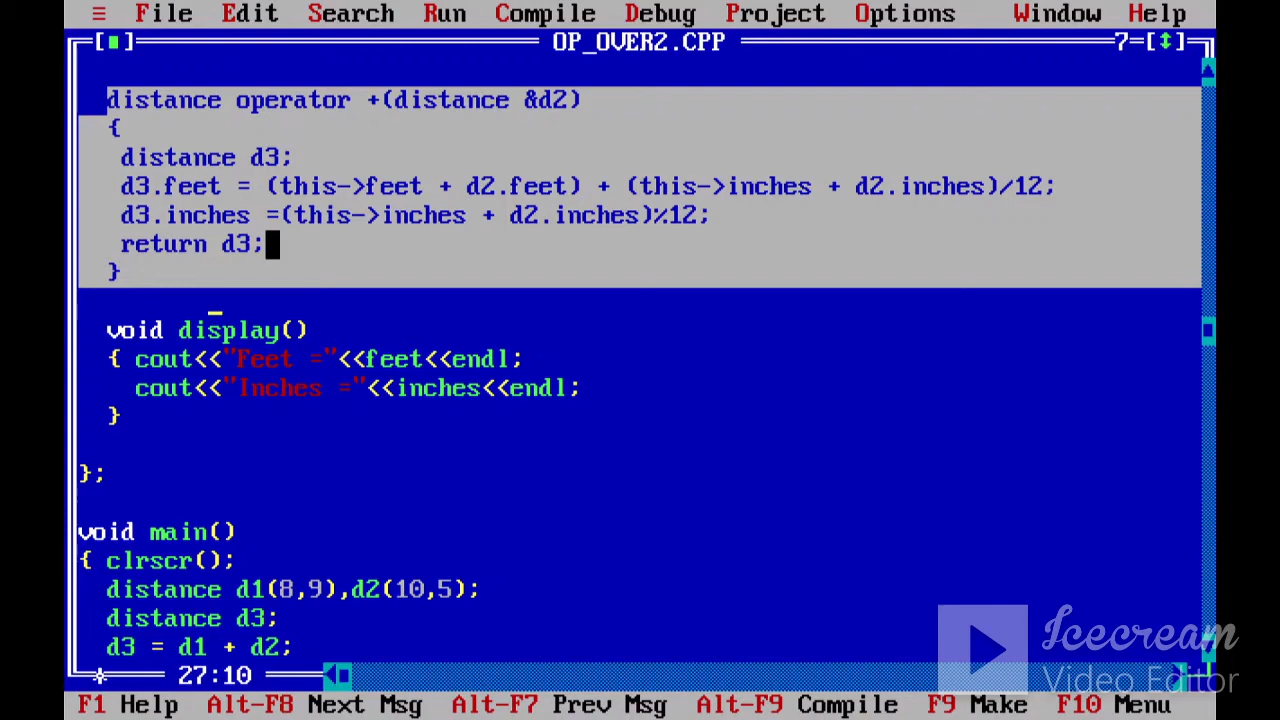 ≡ File Edit Search Run Compile Debug Project Options Window Help
[■] OP_OVER2.CPP 7=[↕]
distance operator +(distance &d2)
{
distance d3;
d3.feet = (this->feet + d2.feet) + (this->inches + d2.inches)/12;
d3.inches =(this->inches + d2.inches)%12;
return d3;
}
void display()
{ cout<<"Feet ="<<feet<<endl;
cout<<"Inches ="<<inches<<endl;
}
};
void main()
{ clrscr();
distance d1(8,9),d2(10,5);
distance d3;
d3 = d1 + d2;
27:10
F1 Help Alt-F8 Next Msg Alt-F7 Prev Msg Alt-F9 Compile F9 Make F10 Menu
Icecream
Video Editor